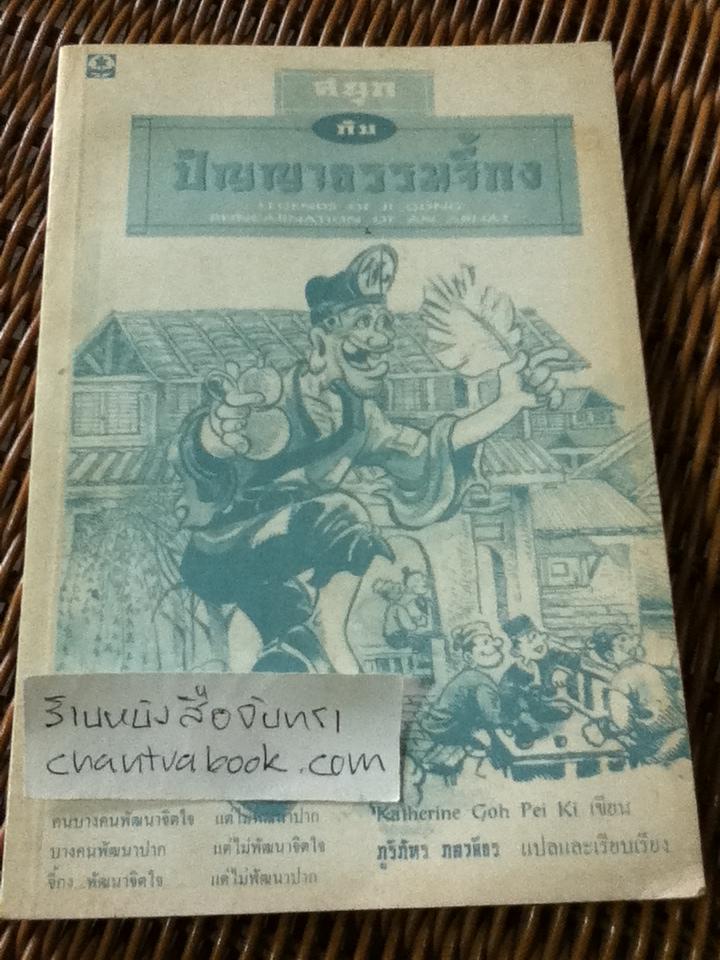 สนุก
กับ
ปัญญาธรรมจี้กง
LEGENDS OF JI GONG
REINCARNATION OF AN ARHAT
ร้านหนังสือจันทรา
chantrabook.com
คนบางคนพัฒนาจิตใจ แต่ไม่พัฒนาปาก
บางคนพัฒนาปาก แต่ไม่พัฒนาจิตใจ
จี้กง พัฒนาจิตใจ แต่ไม่พัฒนาปาก
Katherine Goh Pei Ki เขียน
แปลและเรียบเรียง